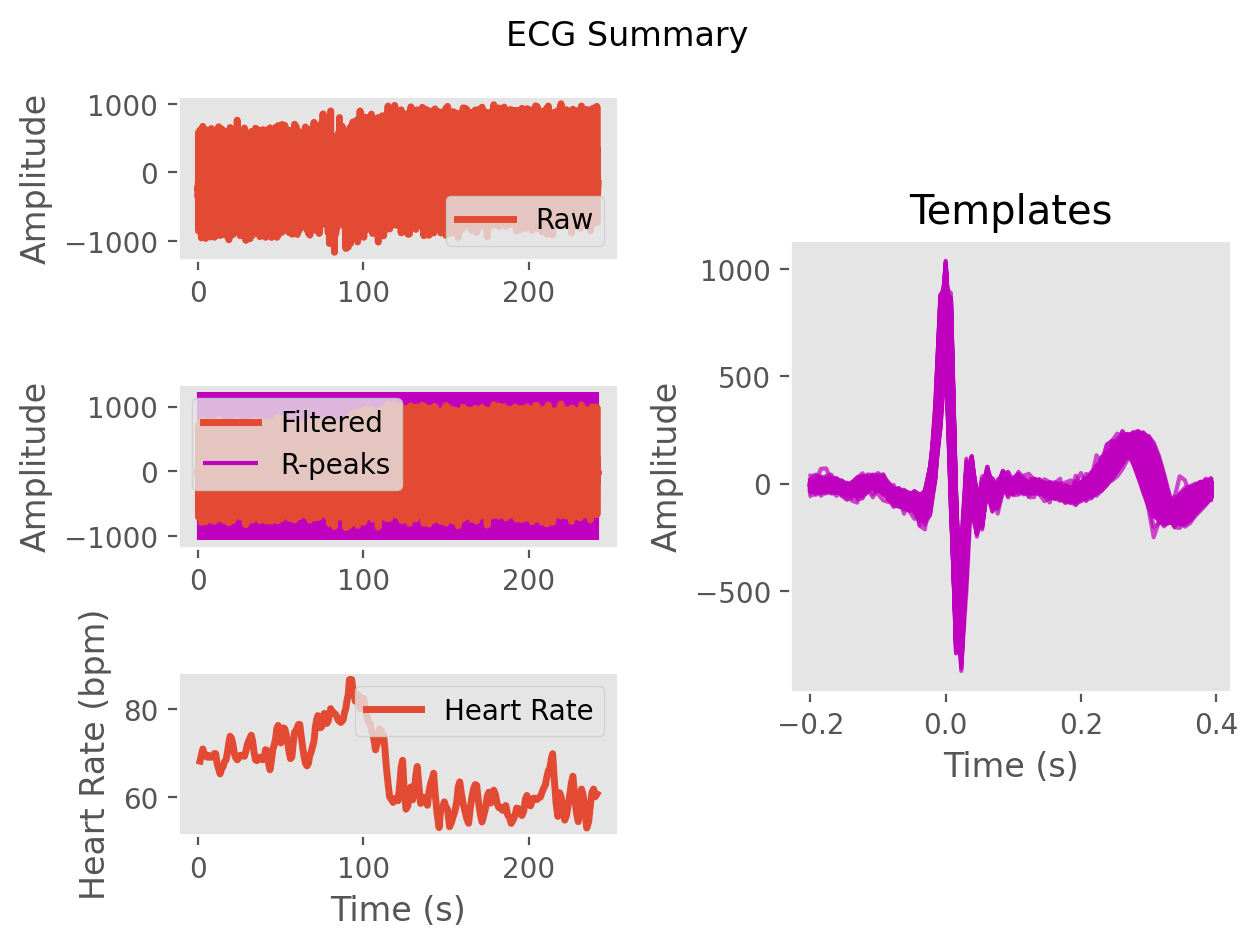 ECG Summary
Amplitude
1000
0
−1000
Raw
0
100
200
Amplitude
1000
0
−1000
Filtered
R-peaks
0
100
200
Heart Rate (bpm)
80
60
Heart Rate
0
100
200
Time (s)
Templates
Amplitude
1000
500
0
−500
−0.2
0.0
0.2
0.4
Time (s)